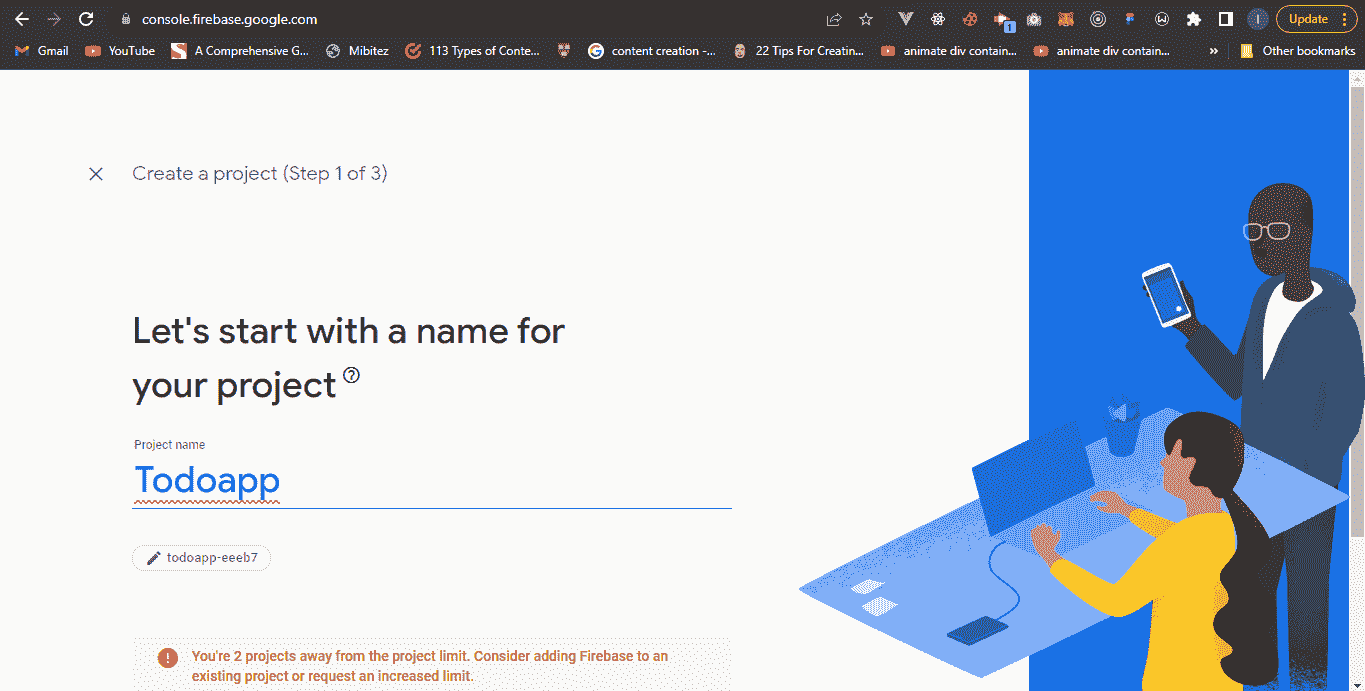 console.firebase.google.com
1
I
Update
Gmail
YouTube
A Comprehensive G...
Mibitez
113 Types of Conte...
content creation -...
22 Tips For Creatin...
animate div contain...
animate div contain...
»
Other bookmarks
Create a project (Step 1 of 3)
Let's start with a name for
your project
Project name
Todoapp
todoapp-eeeb7
You're 2 projects away from the project limit. Consider adding Firebase to an
existing project or request an increased limit.